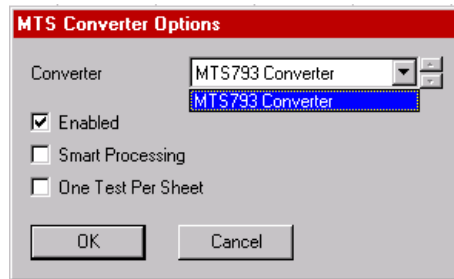 MTS Converter Options
Converter MTS793 Converter
MTS793 Converter
Enabled
Smart Processing
One Test Per Sheet
OK Cancel